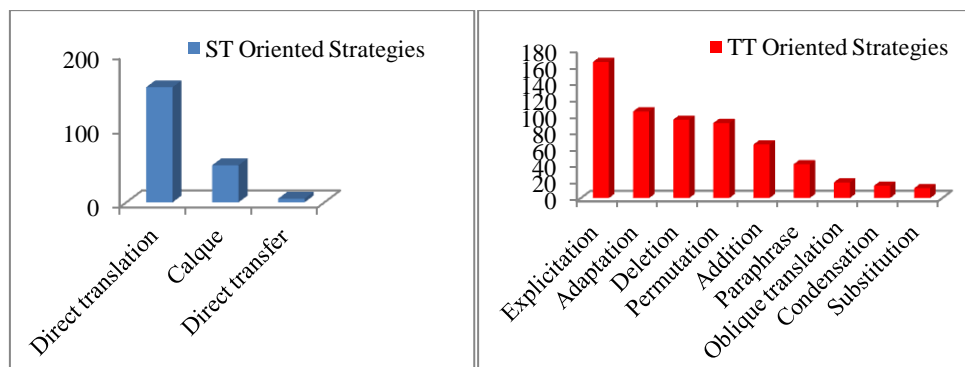 ST Oriented Strategies
200
100
0
Direct translation
Calque
Direct transfer
TT Oriented Strategies
180
160
140
120
100
80
60
40
20
0
Explicitation
Adaptation
Deletion
Permutation
Addition
Paraphrase
Oblique translation
Condensation
Substitution